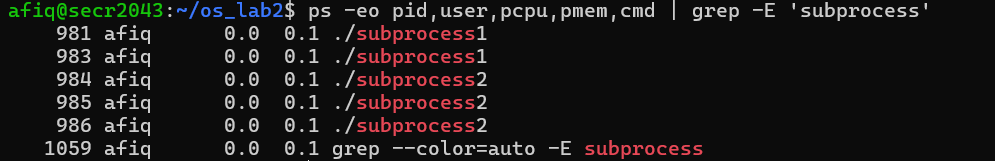 afiq@secr2043:~/os_lab2$ ps -eo pid,user,pcpu,pmem,cmd | grep -E 'subprocess'
    981 afiq      0.0  0.1 ./subprocess1
    983 afiq      0.0  0.1 ./subprocess1
    984 afiq      0.0  0.1 ./subprocess2
    985 afiq      0.0  0.1 ./subprocess2
    986 afiq      0.0  0.1 ./subprocess2
   1059 afiq      0.0  0.1 grep --color=auto -E subprocess